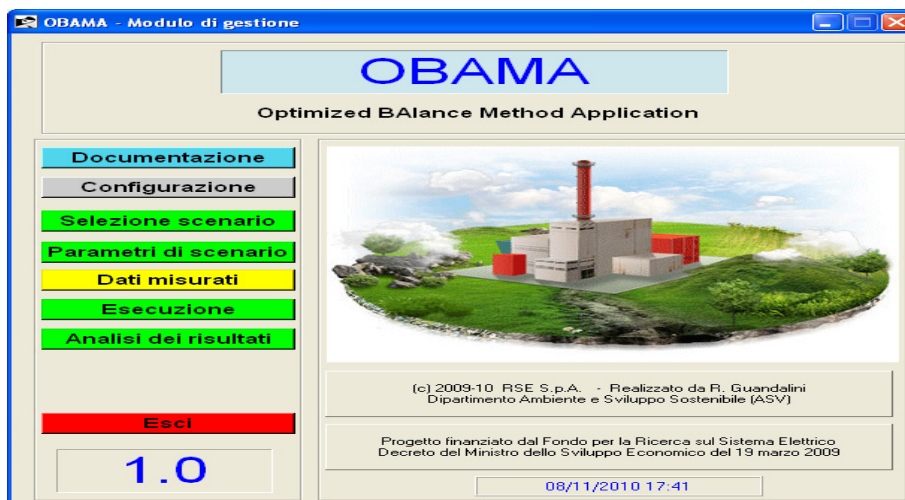 OBAMA - Modulo di gestione
OBAMA
Optimized BAlance Method Application
Documentazione
Configurazione
Selezione scenario
Parametri di scenario
Dati misurati
Esecuzione
Analisi dei risultati
Esci
1.0
(c) 2009-10 RSE S.p.A. - Realizzato da R. Guandalini
Dipartimento Ambiente e Sviluppo Sostenibile (ASV)
Progetto finanziato dal Fondo per la Ricerca sul Sistema Elettrico
Decreto del Ministro dello Sviluppo Economico del 19 marzo 2009
08/11/2010 17:41